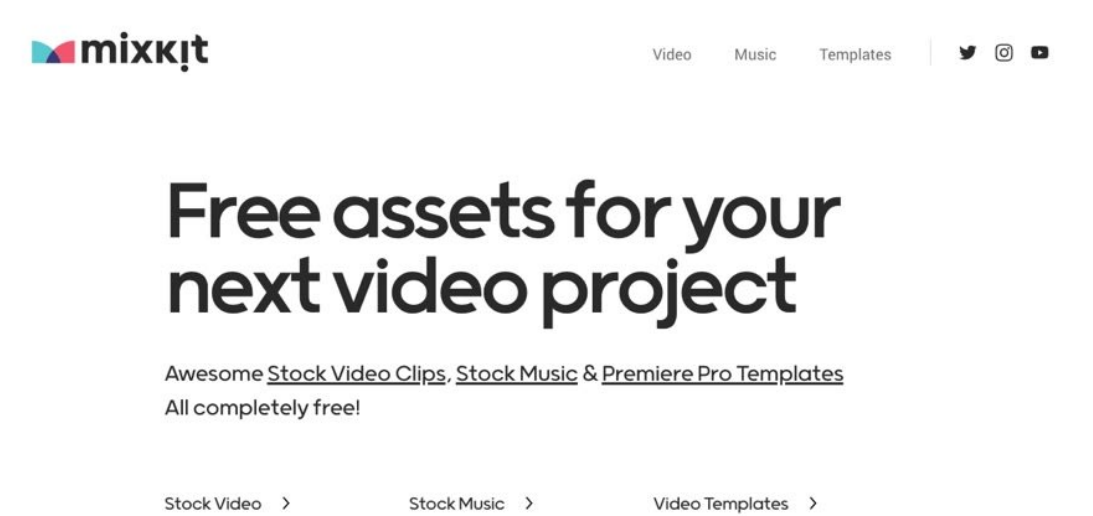 mixkit
Video Music Templates
Free assets for your
next video project
Awesome Stock Video Clips, Stock Music & Premiere Pro Templates
All completely free!
Stock Video Stock Music Video Templates